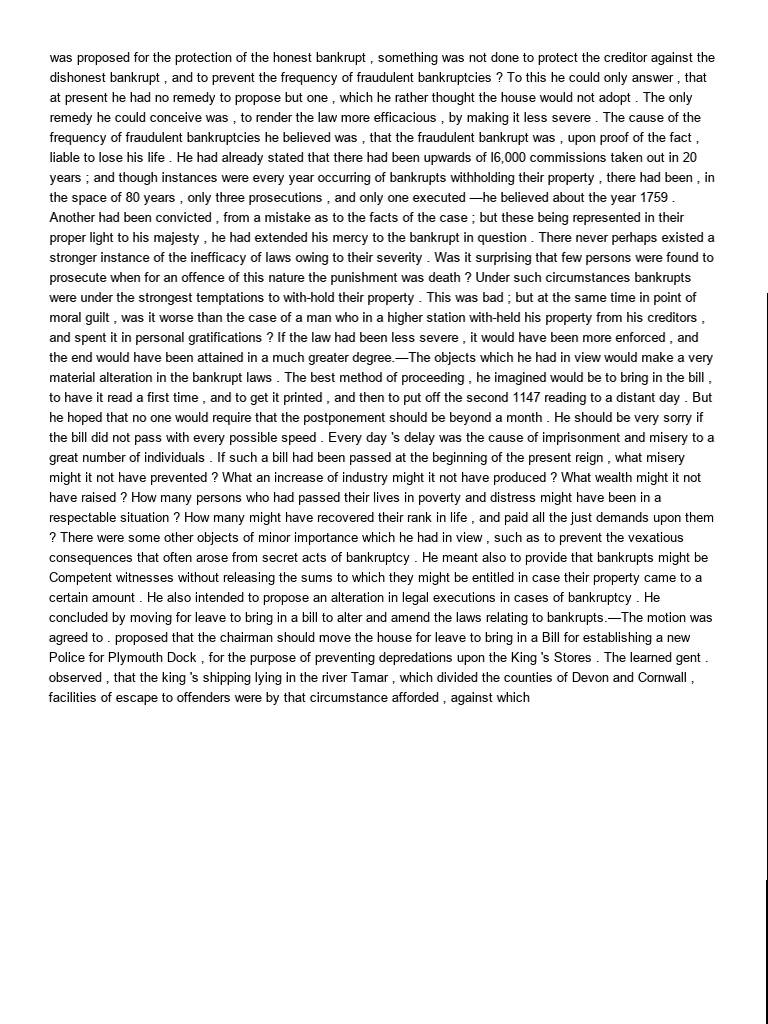 was proposed for the protection of the honest bankrupt , something was not done to protect the creditor against the
dishonest bankrupt , and to prevent the frequency of fraudulent bankruptcies ? To this he could only answer , that
at present he had no remedy to propose but one , which he rather thought the house would not adopt . The only
remedy he could conceive was , to render the law more efficacious , by making it less severe . The cause of the
frequency of fraudulent bankruptcies he believed was , that the fraudulent bankrupt was , upon proof of the fact ,
liable to lose his life . He had already stated that there had been upwards of l6,000 commissions taken out in 20
years ; and though instances were every year occurring of bankrupts withholding their property , there had been , in
the space of 80 years , only three prosecutions , and only one executed —he believed about the year 1759 .
Another had been convicted , from a mistake as to the facts of the case ; but these being represented in their
proper light to his majesty , he had extended his mercy to the bankrupt in question . There never perhaps existed a
stronger instance of the inefficacy of laws owing to their severity . Was it surprising that few persons were found to
prosecute when for an offence of this nature the punishment was death ? Under such circumstances bankrupts
were under the strongest temptations to with-hold their property . This was bad ; but at the same time in point of
moral guilt , was it worse than the case of a man who in a higher station with-held his property from his creditors ,
and spent it in personal gratifications ? If the law had been less severe , it would have been more enforced , and
the end would have been attained in a much greater degree.—The objects which he had in view would make a very
material alteration in the bankrupt laws . The best method of proceeding , he imagined would be to bring in the bill ,
to have it read a first time , and to get it printed , and then to put off the second 1147 reading to a distant day . But
he hoped that no one would require that the postponement should be beyond a month . He should be very sorry if
the bill did not pass with every possible speed . Every day 's delay was the cause of imprisonment and misery to a
great number of individuals . If such a bill had been passed at the beginning of the present reign , what misery
might it not have prevented ? What an increase of industry might it not have produced ? What wealth might it not
have raised ? How many persons who had passed their lives in poverty and distress might have been in a
respectable situation ? How many might have recovered their rank in life , and paid all the just demands upon them
? There were some other objects of minor importance which he had in view , such as to prevent the vexatious
consequences that often arose from secret acts of bankruptcy . He meant also to provide that bankrupts might be
Competent witnesses without releasing the sums to which they might be entitled in case their property came to a
certain amount . He also intended to propose an alteration in legal executions in cases of bankruptcy . He
concluded by moving for leave to bring in a bill to alter and amend the laws relating to bankrupts.—The motion was
agreed to . proposed that the chairman should move the house for leave to bring in a Bill for establishing a new
Police for Plymouth Dock , for the purpose of preventing depredations upon the King 's Stores . The learned gent .
observed , that the king 's shipping lying in the river Tamar , which divided the counties of Devon and Cornwall ,
facilities of escape to offenders were by that circumstance afforded , against which